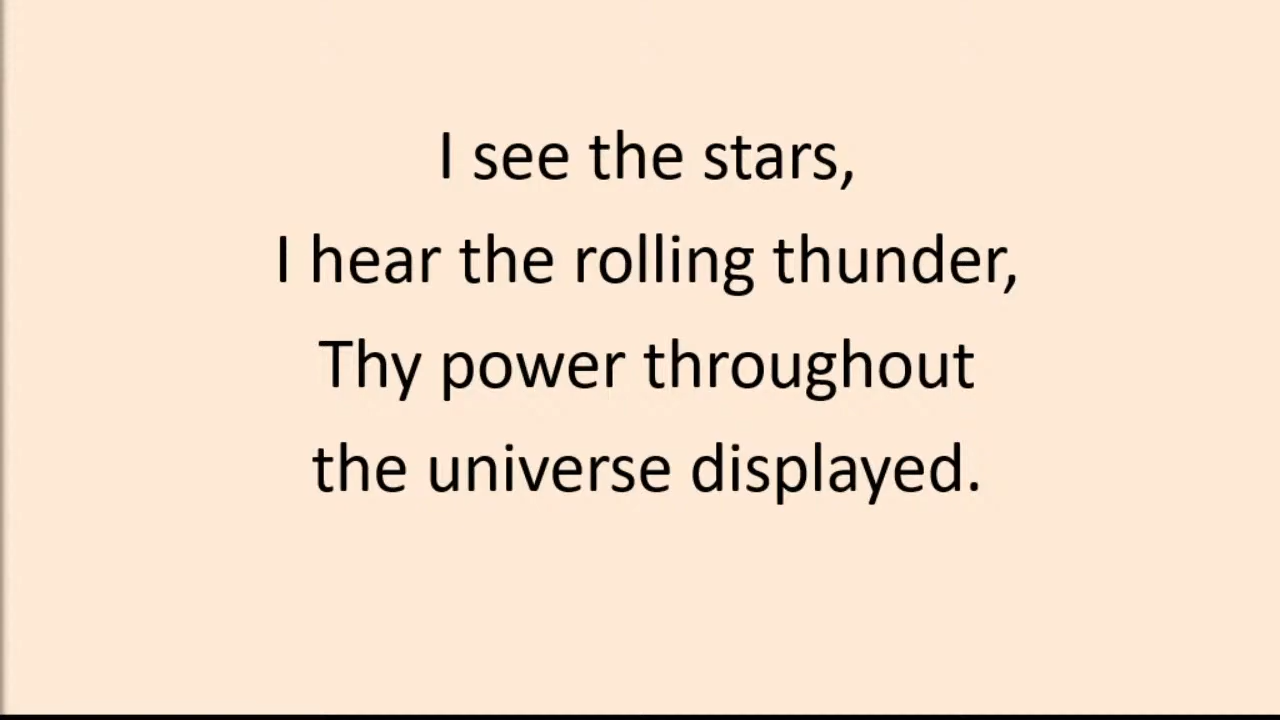 I see the stars,
I hear the rolling thunder,
Thy power throughout
the universe displayed.